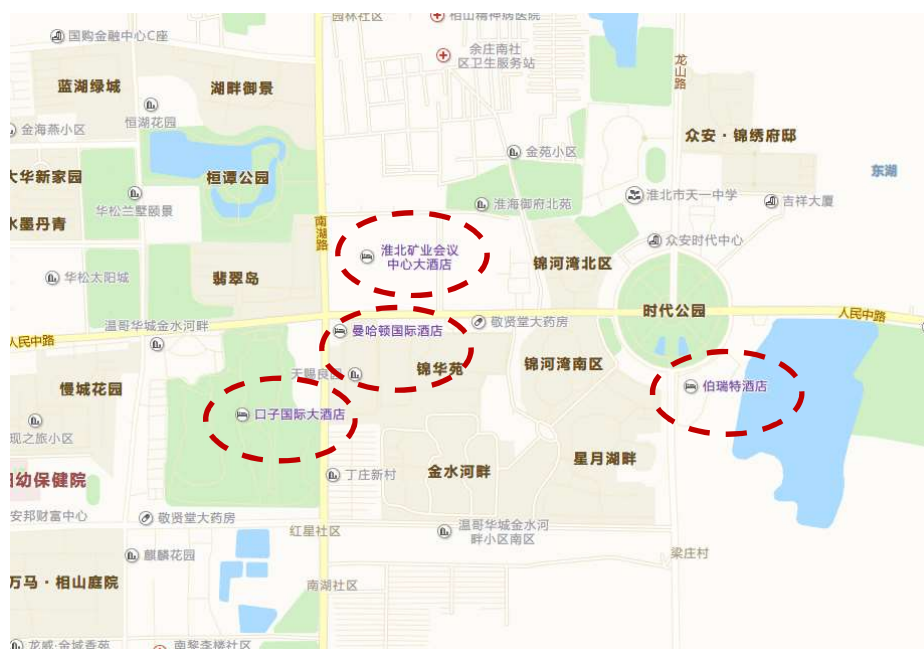 园林社区
相山精神病医院
国购金融中心C座
余庄南社
区卫生服务站
龙山路
蓝湖绿城
湖畔御景
恒湖花园
金海燕小区
众安·锦绣府邸
金苑小区
东湖
大华新家园
桓谭公园
淮北市天一中学
华松兰墅颐景
淮海御府北苑
吉祥大厦
水墨丹青
南湖路
众安时代中心
淮北矿业会议
中心大酒店
锦河湾北区
华松太阳城
翡翠岛
时代公园
人民中路
温哥华城金水河畔
曼哈顿国际酒店
敬贤堂大药房
人民中路
锦华苑
锦河湾南区
慢城花园
伯瑞特酒店
口子国际大酒店
现之旅小区
金水河畔
星月湖畔
丁庄新村
妇幼保健院
安邦财富中心
敬贤堂大药房
红星社区
温哥华城金水河
畔小区南区
麒麟花园
梁庄村
万马·相山庭院
南湖社区
龙威·金域香苑
南黎李楼社区